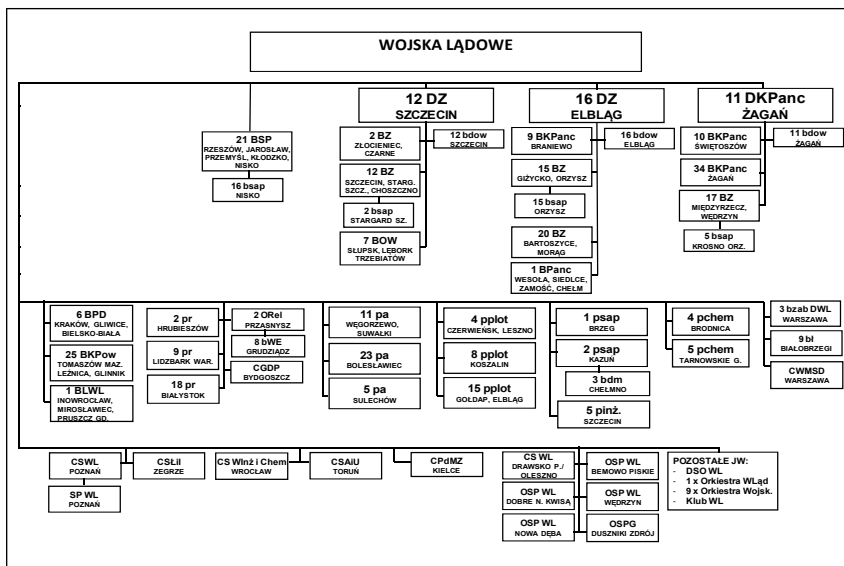 WOJSKA LĄDOWE
21 BSP
RZESZÓW, JAROSŁAW,
PRZEMYŚL, KŁODZKO,
NISKO
16 bsap
NISKO
12 DZ
SZCZECIN
2 BZ
ZŁOCIENIEC,
CZARNE
12 bdow
SZCZECIN
12 BZ
SZCZECIN, STARG.
SZCZ., CHOSZCZNO
2 bsap
STARGARD SZ.
7 BOW
SŁUPSK, LĘBORK
TRZEBIATÓW
16 DZ
ELBLĄG
9 BKPanc
BRANIEWO
16 bdow
ELBLĄG
15 BZ
GIŻYCKO, ORZYSZ
15 bsap
ORZYSZ
20 BZ
BARTOSZYCE,
MORĄG
1 BPanc
WESOŁA, SIEDLCE,
ZAMOŚĆ, CHEŁM
11 DKPanc
ŻAGAŃ
10 BKPanc
ŚWIĘTOSZÓW
11 bdow
ŻAGAŃ
34 BKPanc
ŻAGAŃ
17 BZ
MIĘDZYRZECZ,
WĘDRZYN
5 bsap
KROSNO ORZ.
6 BPD
KRAKÓW, GLIWICE,
BIELSKO-BIAŁA
25 BKPow
TOMASZÓW MAZ.
LEŹNICA, GLINNIK
1 BLWL
INOWROCŁAW,
MIROSŁAWIEC,
PRUSZCZ GD.
2 pr
HRUBIESZÓW
9 pr
LIDZBARK WAR.
18 pr
BIAŁYSTOK
2 ORel
PRZASNYSZ
8 bWE
GRUDZIĄDZ
CGDP
BYDGOSZCZ
11 pa
WĘGORZEWO,
SUWAŁKI
23 pa
BOLESŁAWIEC
5 pa
SULECHÓW
4 pplot
CZERWIEŃSK, LESZNO
8 pplot
KOSZALIN
15 pplot
GOŁDAP, ELBLĄG
1 psap
BRZEG
2 psap
KAZUŃ
3 bdm
CHEŁMNO
5 pinż.
SZCZECIN
4 pchem
BRODNICA
5 pchem
TARNOWSKIE G.
3 bzab DWL
WARSZAWA
9 bł
BIAŁOBRZEGI
CWMSD
WARSZAWA
CSWL
POZNAŃ
SP WL
POZNAŃ
CSŁiI
ZEGRZE
CS WInż i Chem
WROCŁAW
CSAiU
TORUŃ
CPdMZ
KIELCE
CS WL
DRAWSKO P./
OLESZNO
OSP WL
DOBRE N. KWISĄ
OSP WL
NOWA DĘBA
OSP WL
BEMOWO PISKIE
OSP WL
WĘDRZYN
OSPG
DUSZNIKI ZDRÓJ
POZOSTAŁE JW:
- DSO WL
- 1 x Orkiestra WLąd
- 9 x Orkiestra Wojsk.
- Klub WL